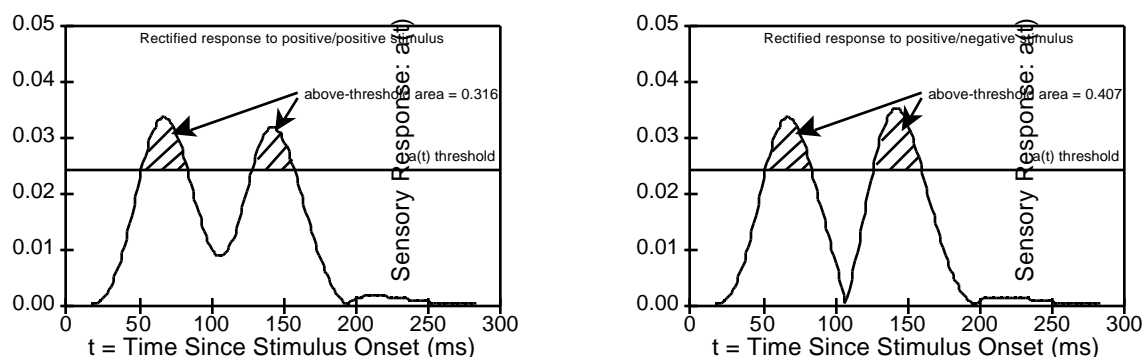 0.05
0.04
0.03
0.02
0.01
0.00
Rectified response to positive/positive stimulus
above-threshold area = 0.316
a(t) threshold
Sensory Response: a(t)
0 50 100 150 200 250 300
t = Time Since Stimulus Onset (ms)
0.05
0.04
0.03
0.02
0.01
0.00
Rectified response to positive/negative stimulus
above-threshold area = 0.407
a(t) threshold
Sensory Response: a(t)
0 50 100 150 200 250 300
t = Time Since Stimulus Onset (ms)